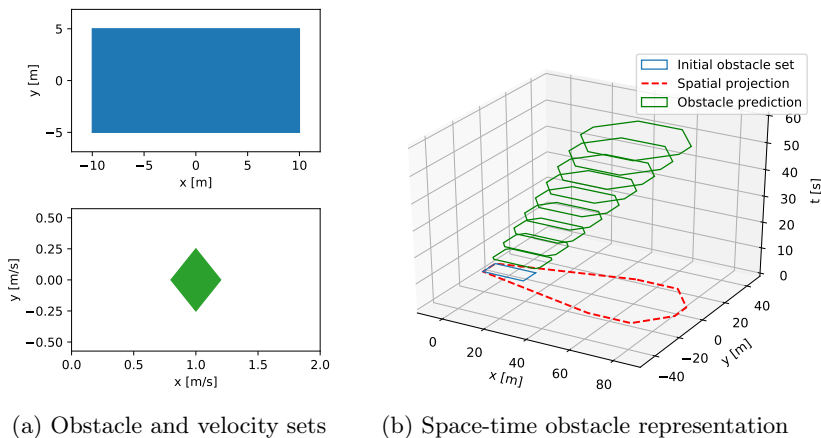 5
0
−5
y [m]
−10
−5
0
5
10
x [m]
0.50
0.25
0.00
−0.25
−0.50
y [m/s]
0.0
0.5
1.0
1.5
2.0
x [m/s]
(a) Obstacle and velocity sets
Initial obstacle set
Spatial projection
Obstacle prediction
60
50
40
30
20
10
0
t [s]
0
20
40
60
80
x [m]
−40
−20
0
20
40
y [m]
(b) Space-time obstacle representation